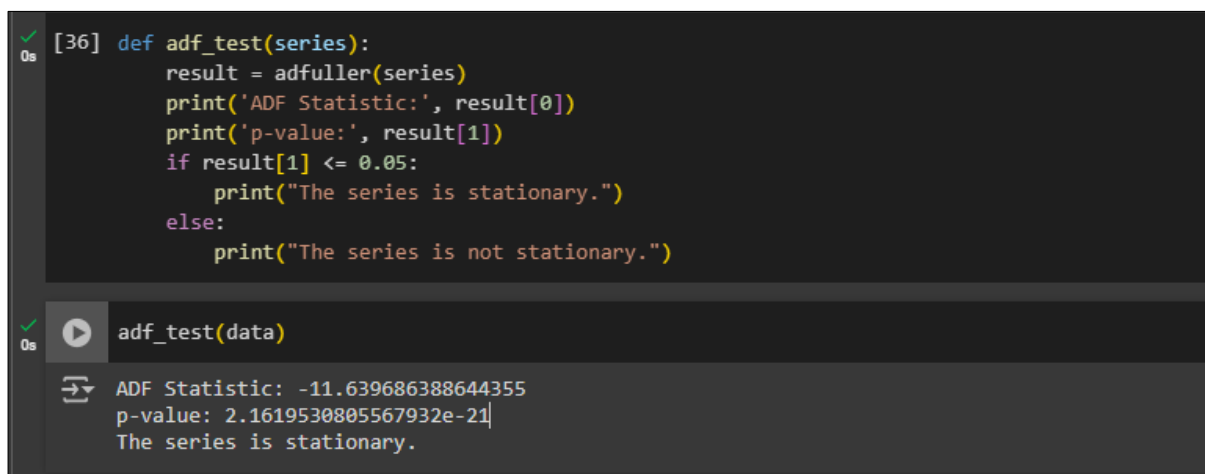 [36] def adf_test(series):
0s
result = adfuller(series)
print('ADF Statistic:', result[0])
print('p-value:', result[1])
if result[1] <= 0.05:
print("The series is stationary.")
else:
print("The series is not stationary.")
adf_test(data)
0s
ADF Statistic: -11.639686388644355
p-value: 2.1619530805567932e-21
The series is stationary.